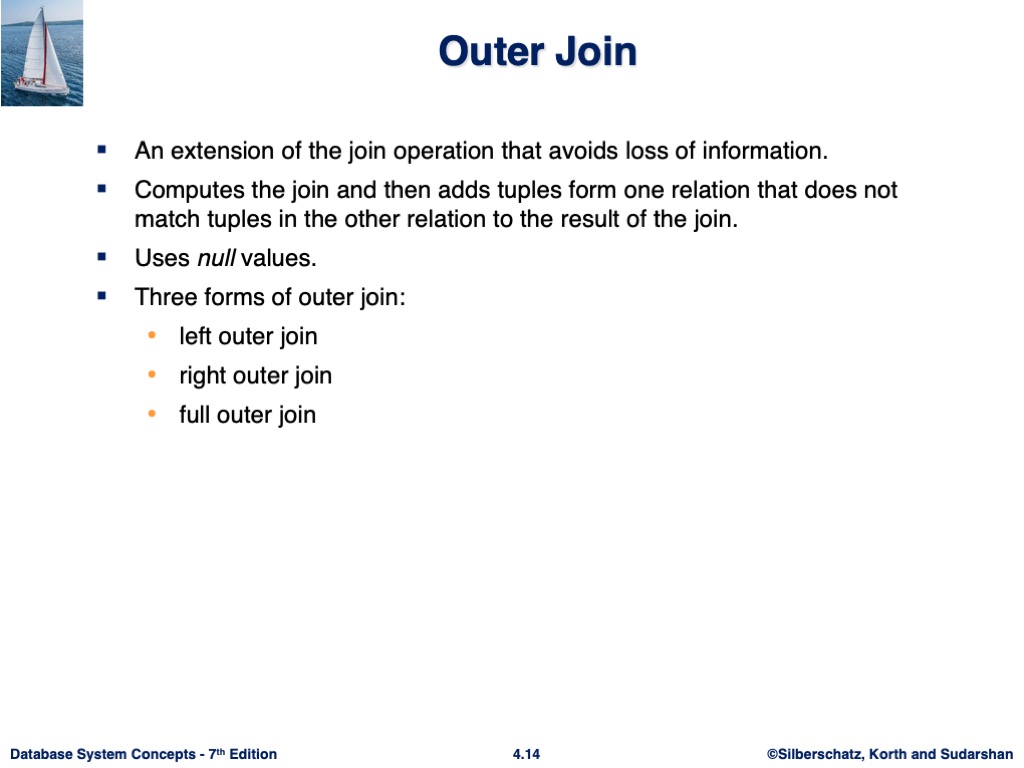 Outer Join
▪ An extension of the join operation that avoids loss of information.
▪ Computes the join and then adds tuples form one relation that does not
match tuples in the other relation to the result of the join.
▪ Uses null values.
▪ Three forms of outer join:
• left outer join
• right outer join
• full outer join
Database System Concepts - 7th Edition 4.14 ©Silberschatz, Korth and Sudarshan